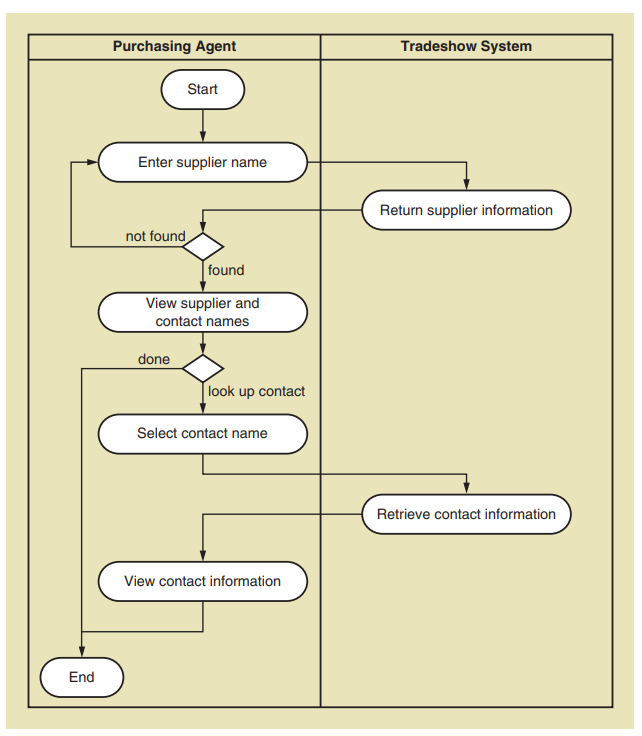 Purchasing Agent
Tradeshow System
Start
Enter supplier name
Return supplier information
not found
found
View supplier and
contact names
done
look up contact
Select contact name
Retrieve contact information
View contact information
End